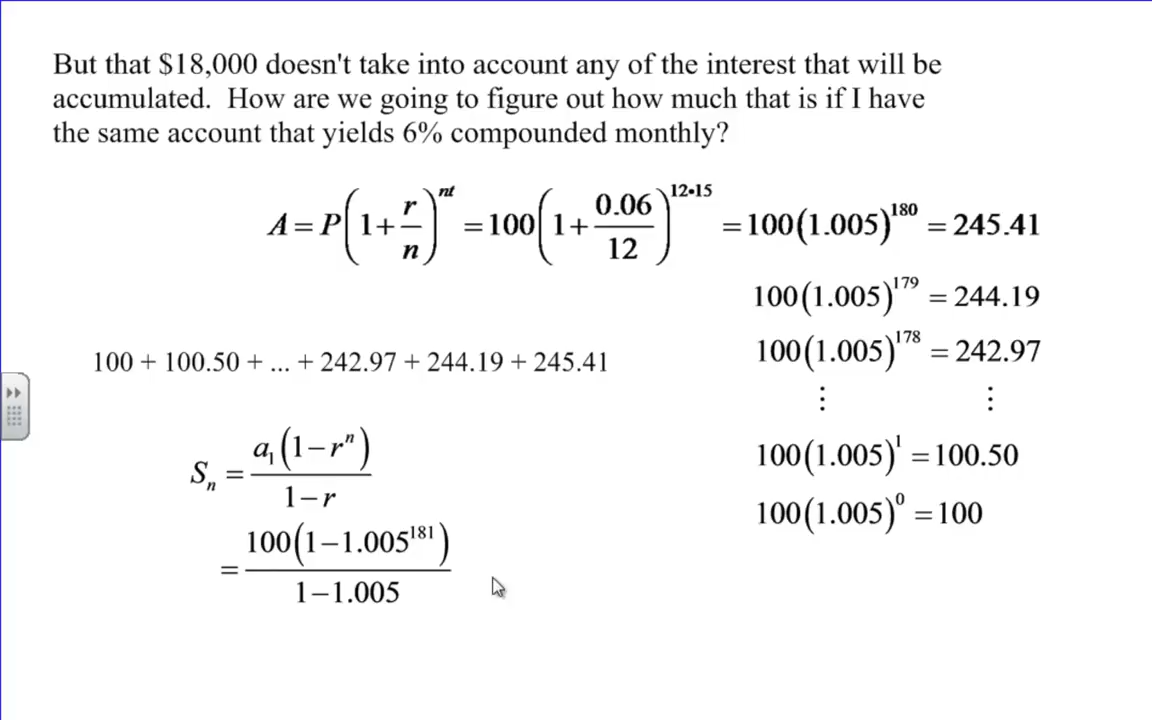 But that $18,000 doesn't take into account any of the interest that will be
accumulated.  How are we going to figure out how much that is if I have
the same account that yields 6% compounded monthly?
A = P(1 + r/n)^nt = 100(1 + 0.06/12)^12•15 = 100(1.005)^180 = 245.41
100(1.005)^179 = 244.19
100(1.005)^178 = 242.97
100 + 100.50 + ... + 242.97 + 244.19 + 245.41
⋮ ⋮
100(1.005)^1 = 100.50
S_n = a_1(1 − r^n) / (1 − r)
100(1.005)^0 = 100
= 100(1 − 1.005^181) / (1 − 1.005)